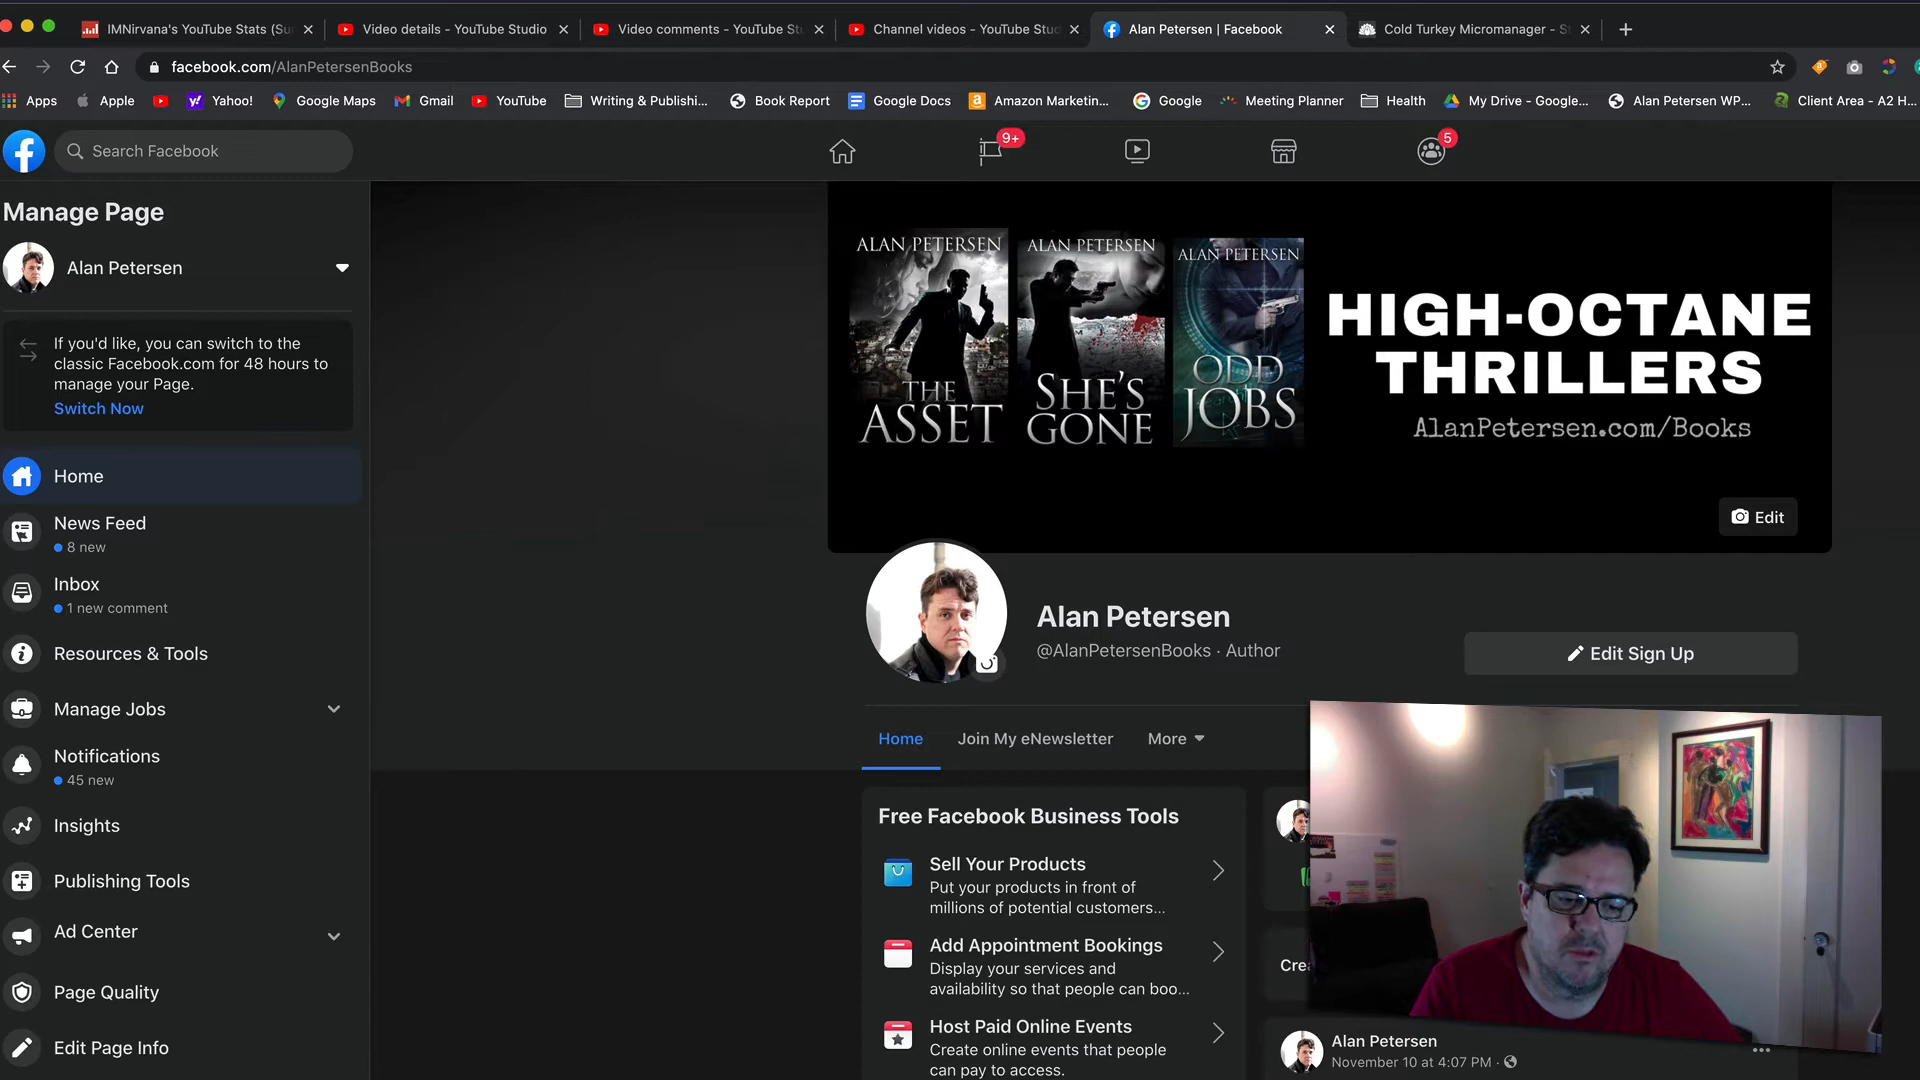 IMNirvana's YouTube Stats (Su
Video details - YouTube Studio
Video comments - YouTube St
Channel videos - YouTube Stud
Alan Petersen | Facebook
Cold Turkey Micromanager - S
facebook.com/AlanPetersenBooks
Apps
Apple
Yahoo!
Google Maps
Gmail
YouTube
Writing & Publishi...
Book Report
Google Docs
Amazon Marketin...
Google
Meeting Planner
Health
My Drive - Google...
Alan Petersen WP...
Client Area - A2 H...
Search Facebook
9+
5
Manage Page
Alan Petersen
If you'd like, you can switch to the
classic Facebook.com for 48 hours to
manage your Page.
Switch Now
Home
News Feed
8 new
Inbox
1 new comment
Resources & Tools
Manage Jobs
Notifications
45 new
Insights
Publishing Tools
Ad Center
Page Quality
Edit Page Info
ALAN PETERSEN
THE
ASSET
ALAN PETERSEN
SHE'S
GONE
ALAN PETERSEN
ODD
JOBS
HIGH-OCTANE
THRILLERS
AlanPetersen.com/Books
Edit
Alan Petersen
@AlanPetersenBooks · Author
Edit Sign Up
Home
Join My eNewsletter
More
Free Facebook Business Tools
Sell Your Products
Put your products in front of
millions of potential customers...
Add Appointment Bookings
Display your services and
availability so that people can boo...
Host Paid Online Events
Create online events that people
can pay to access.
Crea
Alan Petersen
November 10 at 4:07 PM ·